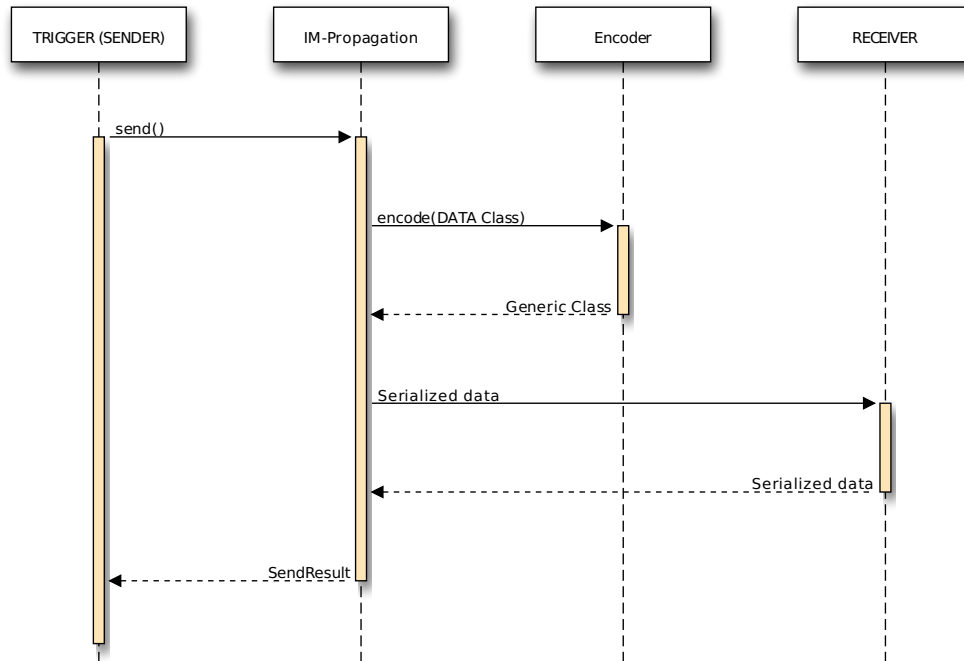 TRIGGER (SENDER)
IM-Propagation
Encoder
RECEIVER
send()
encode(DATA Class)
Generic Class
Serialized data
Serialized data
SendResult